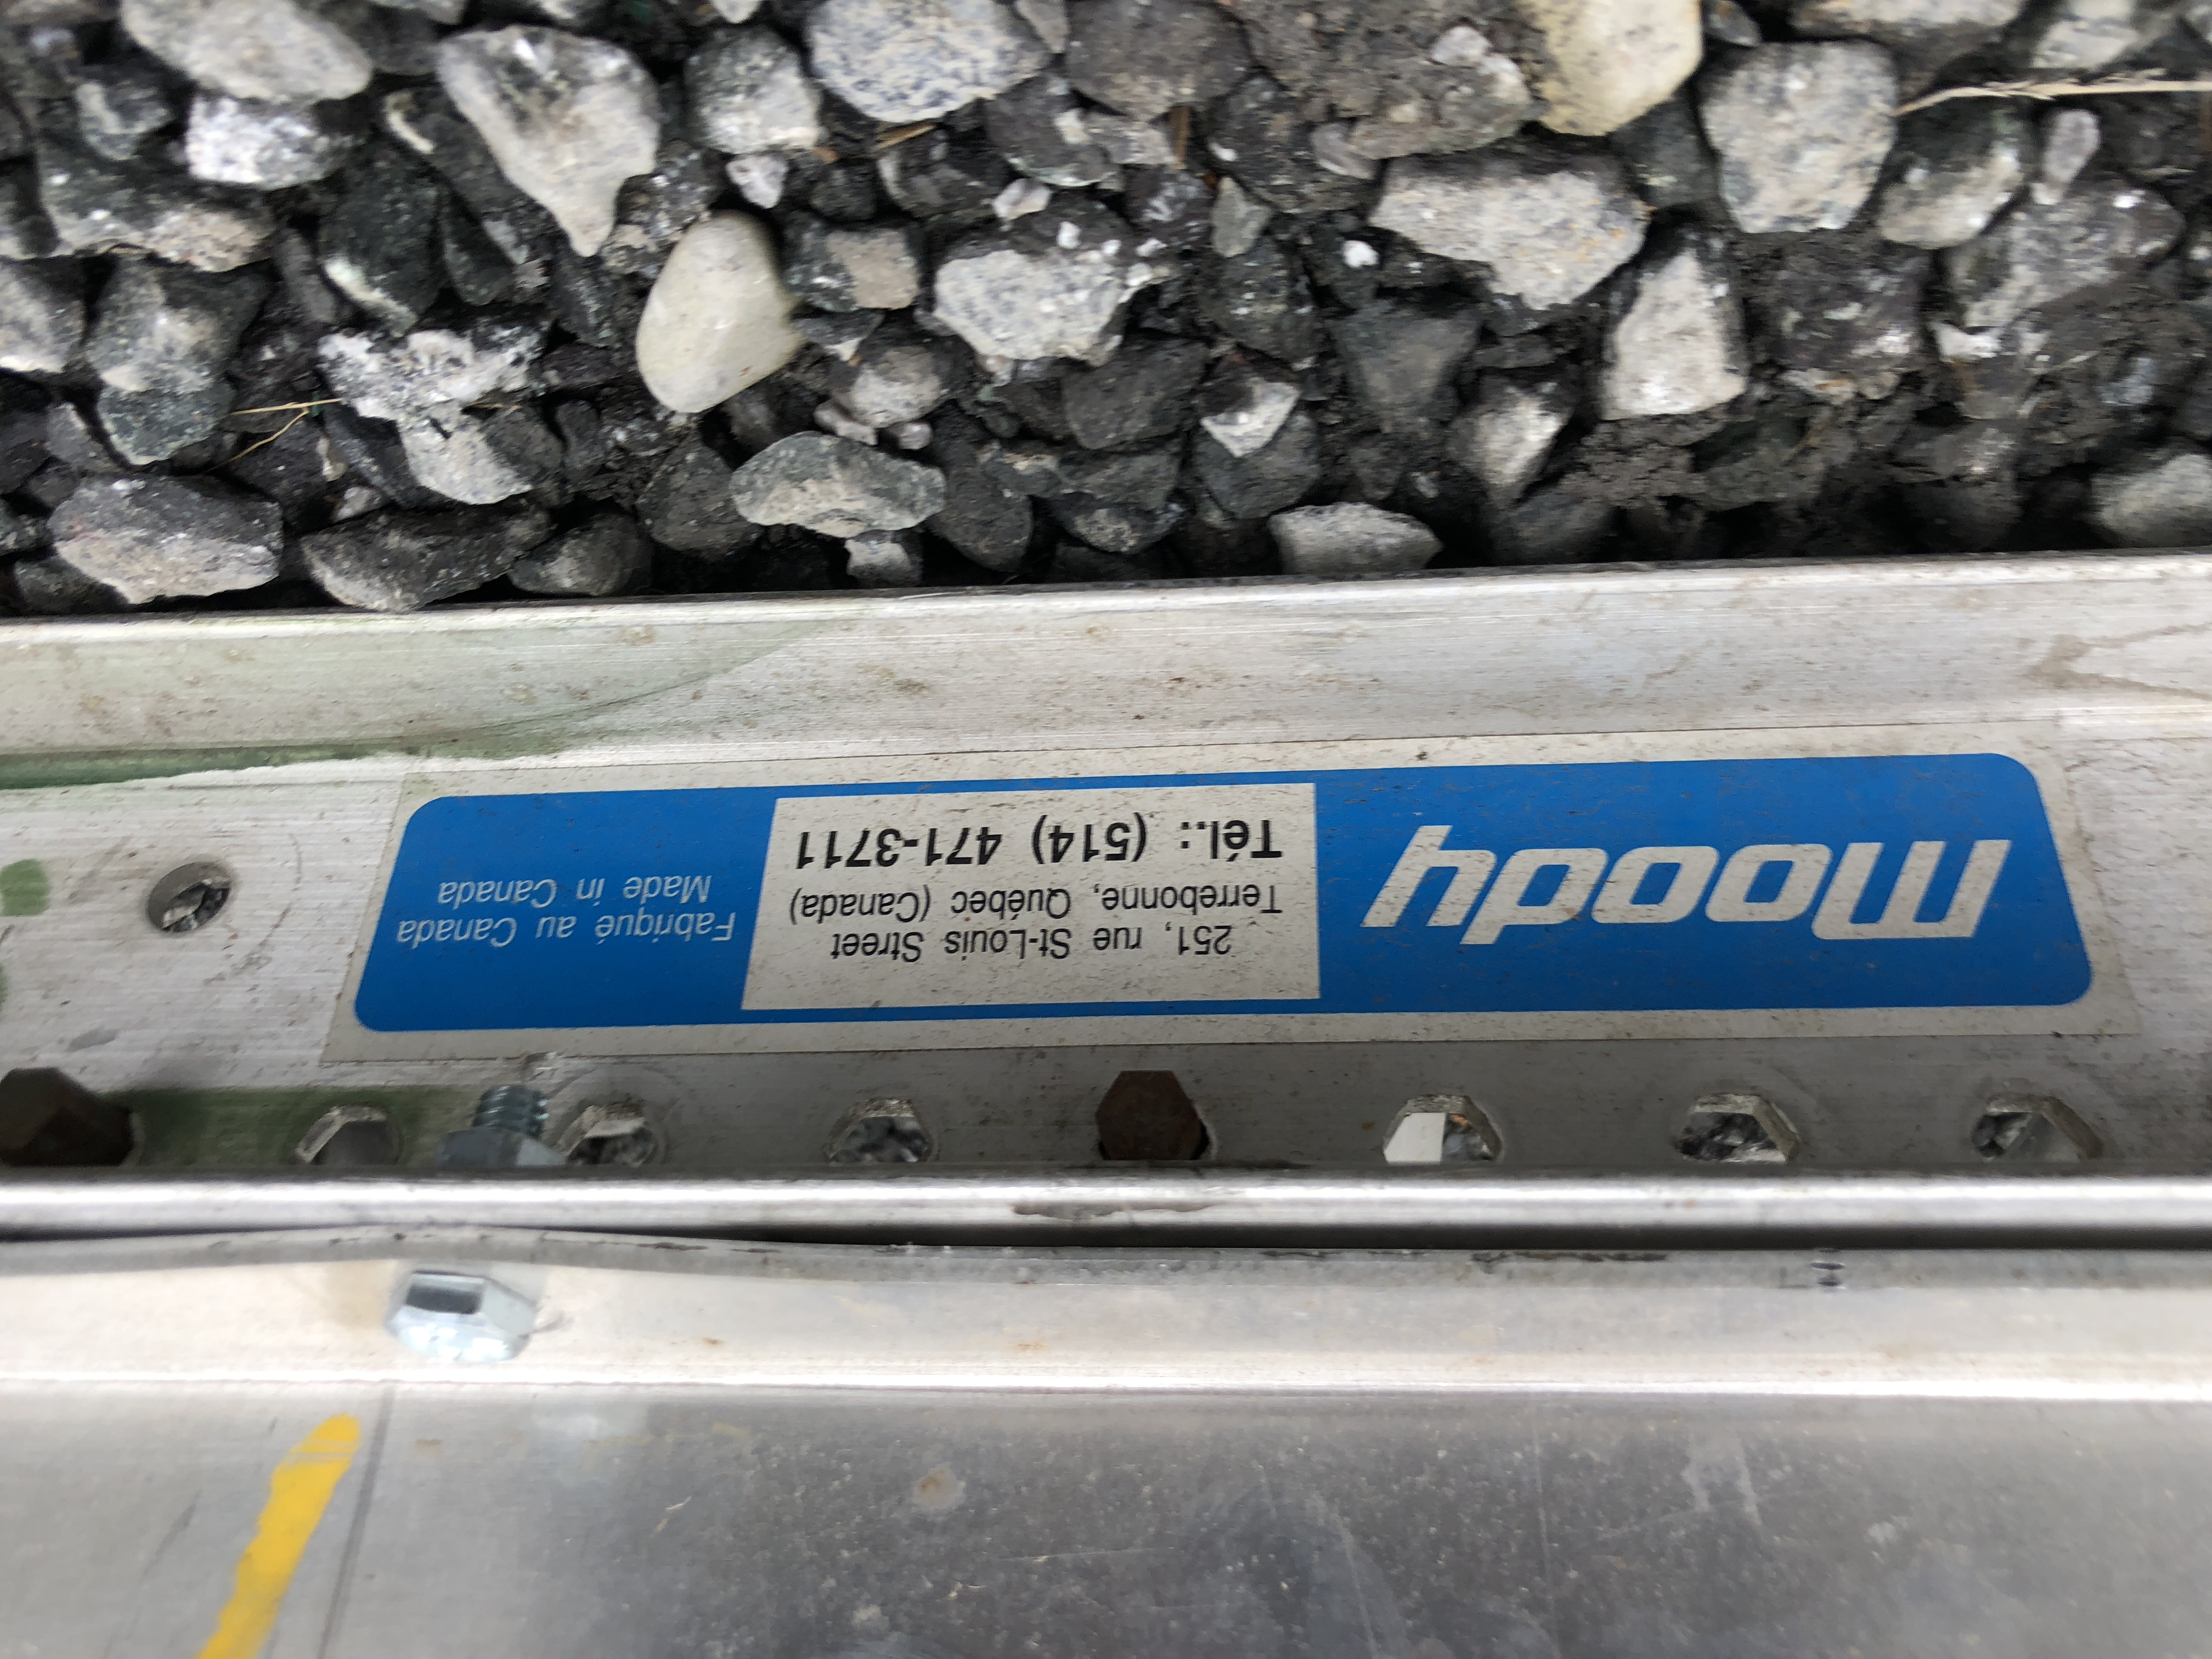 moody
251, rue St-Louis Street
Terrebonne, Québec (Canada)
Tél.: (514) 471-3711
Fabriqué au Canada
Made in Canada